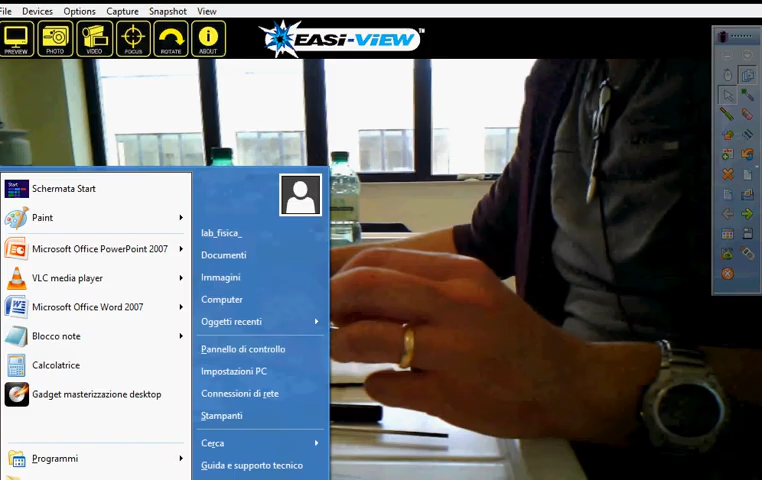 File Devices Options Capture Snapshot View
PREVIEW PHOTO VIDEO FOCUS ROTATE ABOUT
EASI-VIEW™
Start
Schermata Start
Paint
Microsoft Office PowerPoint 2007
VLC media player
Microsoft Office Word 2007
Blocco note
Calcolatrice
Gadget masterizzazione desktop
Programmi
lab_fisica_
Documenti
Immagini
Computer
Oggetti recenti
Pannello di controllo
Impostazioni PC
Connessioni di rete
Stampanti
Cerca
Guida e supporto tecnico